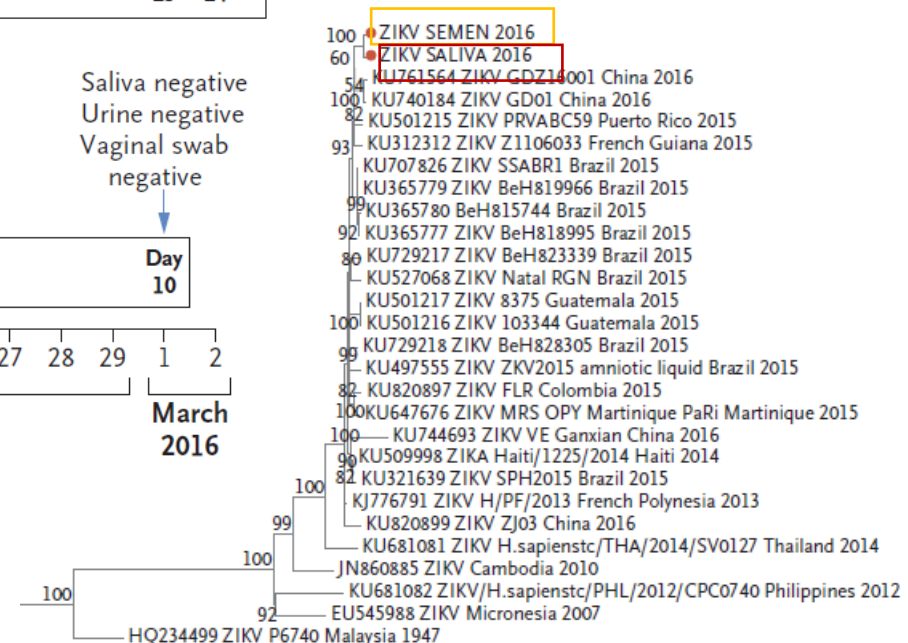 Saliva negative
Urine negative
Vaginal swab
negative
Day
10
27 28 29 1 2
March
2016
100
ZIKV SEMEN 2016
60
ZIKV SALIVA 2016
54
KU761564 ZIKV GDZ16001 China 2016
100
KU740184 ZIKV GD01 China 2016
82
KU501215 ZIKV PRVABC59 Puerto Rico 2015
93
KU312312 ZIKV Z1106033 French Guiana 2015
KU707826 ZIKV SSABR1 Brazil 2015
KU365779 ZIKV BeH819966 Brazil 2015
99
KU365780 BeH815744 Brazil 2015
92
KU365777 ZIKV BeH818995 Brazil 2015
80
KU729217 ZIKV BeH823339 Brazil 2015
KU527068 ZIKV Natal RGN Brazil 2015
KU501217 ZIKV 8375 Guatemala 2015
100
KU501216 ZIKV 103344 Guatemala 2015
KU729218 ZIKV BeH828305 Brazil 2015
99
KU497555 ZIKV ZKV2015 amniotic liquid Brazil 2015
82
KU820897 ZIKV FLR Colombia 2015
100
KU647676 ZIKV MRS OPY Martinique PaRi Martinique 2015
100
KU744693 ZIKV VE Ganxian China 2016
KU509998 ZIKA Haiti/1225/2014 Haiti 2014
82
KU321639 ZIKV SPH2015 Brazil 2015
100
KJ776791 ZIKV H/PF/2013 French Polynesia 2013
99
KU820899 ZIKV ZJ03 China 2016
KU681081 ZIKV H.sapienstc/THA/2014/SV0127 Thailand 2014
100
JN860885 ZIKV Cambodia 2010
100
KU681082 ZIKV/H.sapienstc/PHL/2012/CPC0740 Philippines 2012
92
EU545988 ZIKV Micronesia 2007
HQ234499 ZIKV P6740 Malaysia 1947